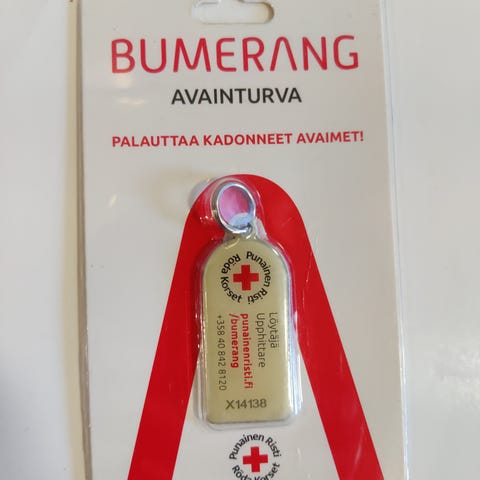 BUMERANG
AVAINTURVA
PALAUTTAA KADONNEET AVAIMET!
Punainen Risti
Röda Korset
Löytäjä
Upphittare
punainenristi.fi
/bumerang
+358 40 842 8120
X14138
Punainen Risti
Röda Korset